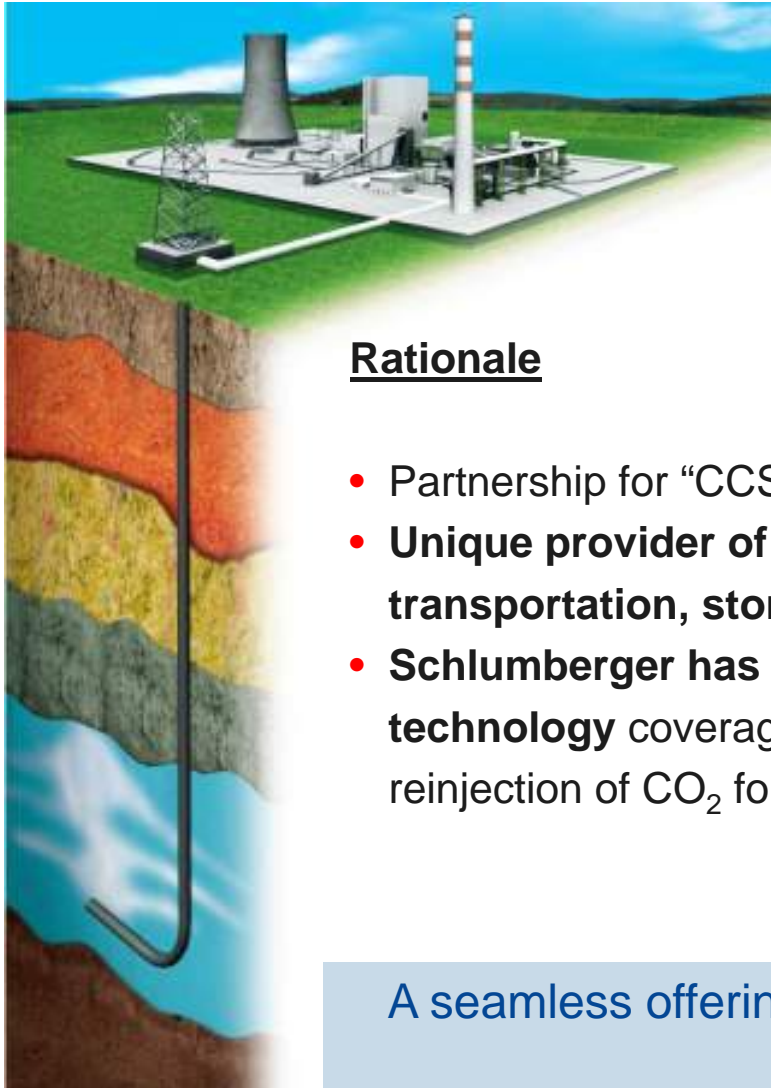 Rationale
• Partnership for “CCS
• Unique provider of
transportation, stor
• Schlumberger has
technology coverag
reinjection of CO₂ fo
A seamless offerin